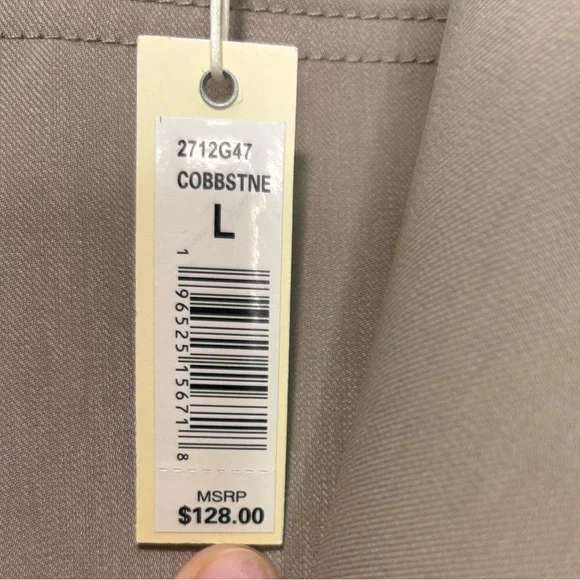 2712G47
COBBSTNE
L
1 96525 15671 8
MSRP
$128.00